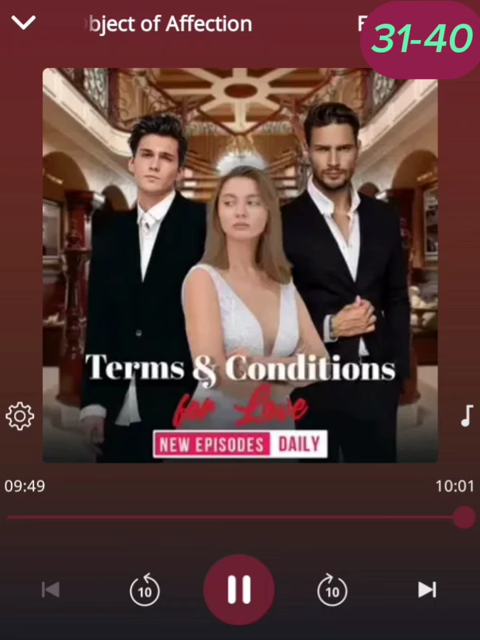 bject of Affection
31-40
Terms & Conditions
for Love
NEW EPISODES DAILY
09:49
10:01
10
10